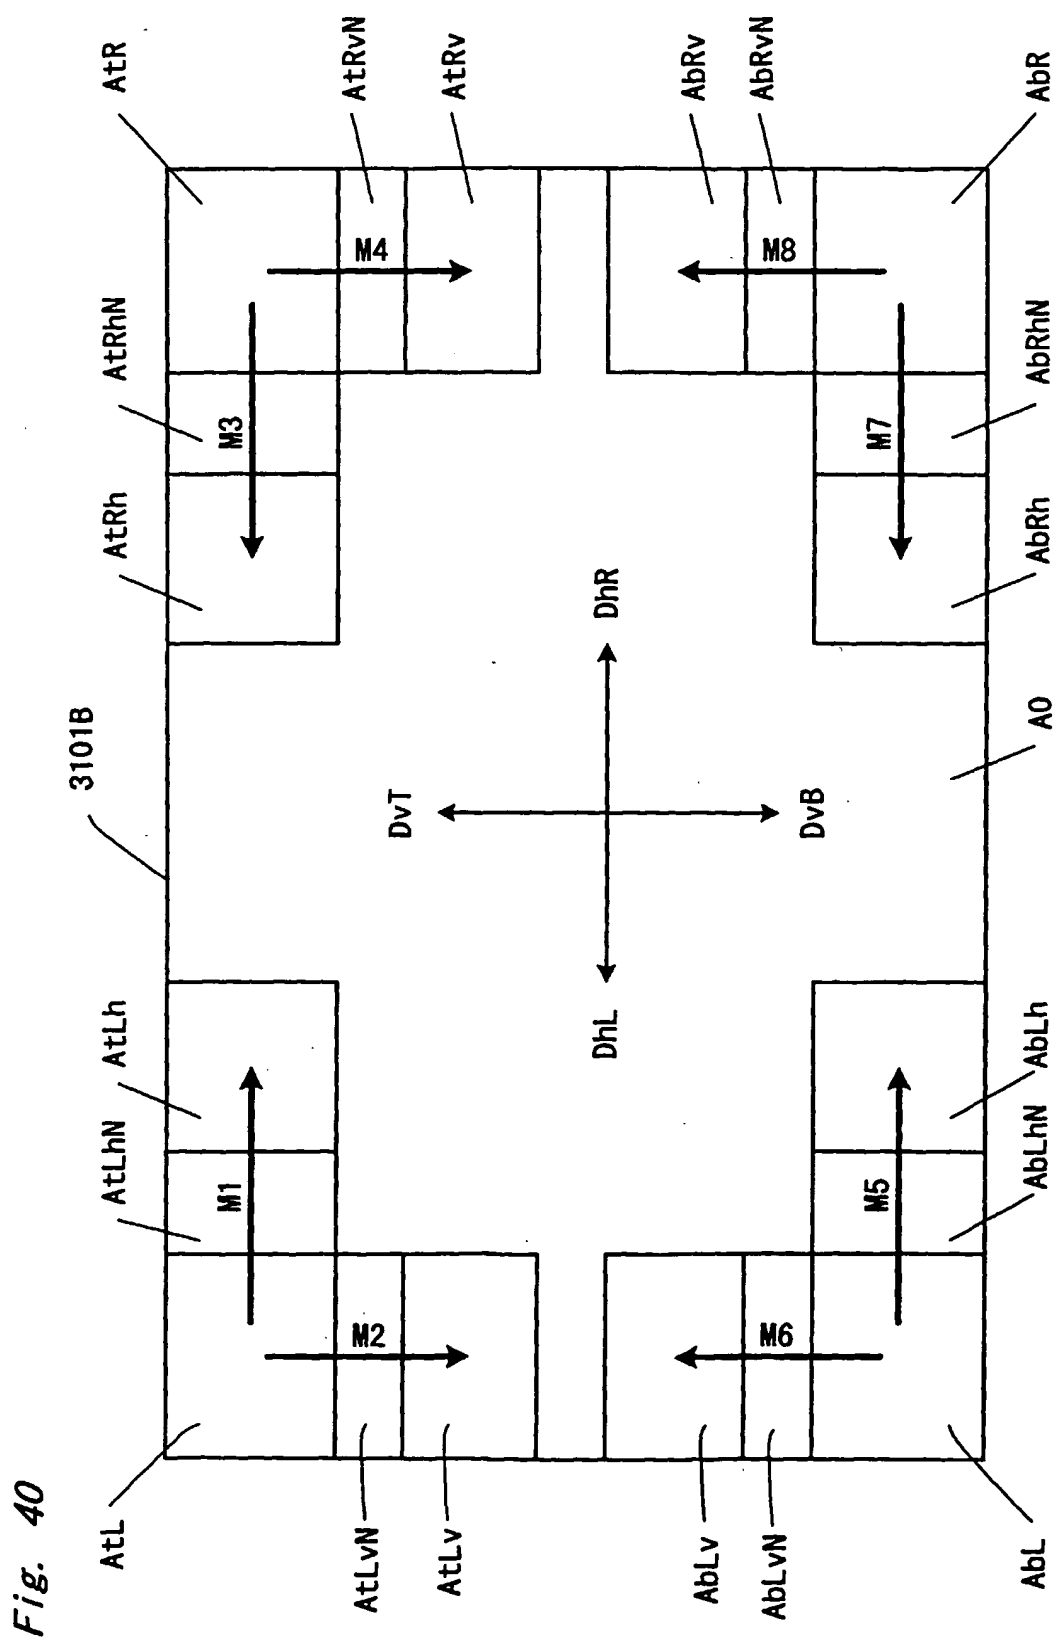 Fig. 40
3101B
AtL
AtLhN
AtLh
AtRh
AtRhN
AtR
M1
M3
AtLvN
M2
M4
AtRvN
AtLv
DvT
AtRv
DhL
DhR
AbLv
DvB
AbRv
AbLvN
M6
M8
AbRvN
M5
M7
AbL
AbLhN
AbLh
A0
AbRh
AbRhN
AbR